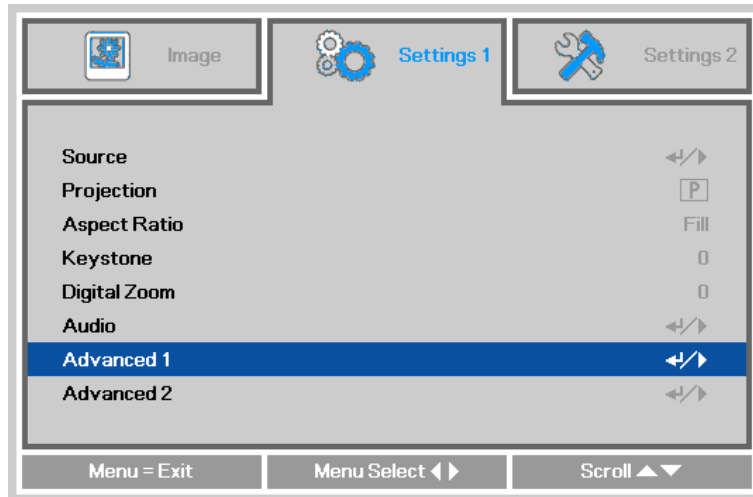 Image Settings 1 Settings 2
Source
Projection P
Aspect Ratio Fill
Keystone 0
Digital Zoom 0
Audio
Advanced 1
Advanced 2
Menu = Exit Menu Select Scroll